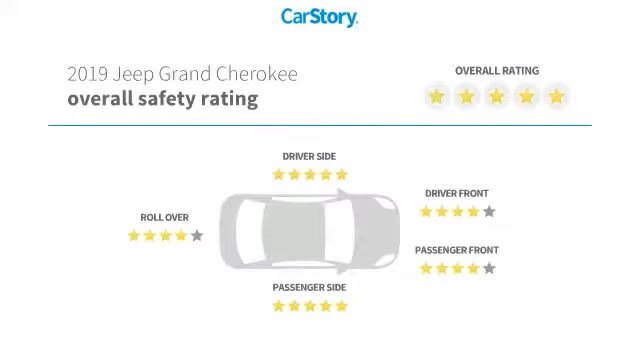 CarStory.
2019 Jeep Grand Cherokee
overall safety rating
OVERALL RATING
DRIVER SIDE
DRIVER FRONT
ROLL OVER
PASSENGER FRONT
PASSENGER SIDE